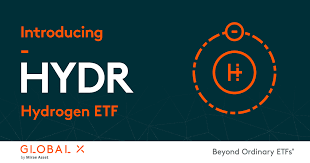 Introducing
HYDR
Hydrogen ETF
H
GLOBAL X
by Mirae Asset
Beyond Ordinary ETFs®